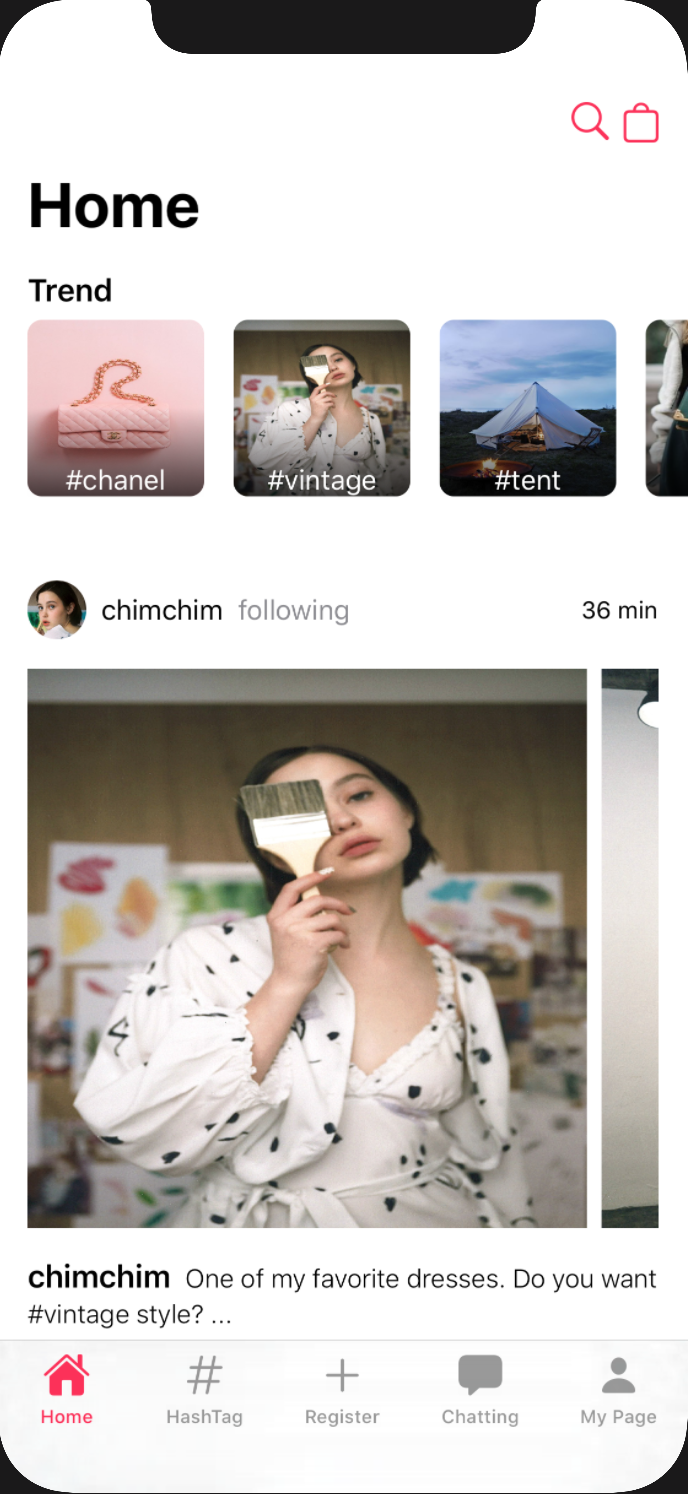 Home
Trend
#chanel
#vintage
#tent
chimchim following 36 min
chimchim One of my favorite dresses. Do you want
#vintage style? ...
Home HashTag Register Chatting My Page